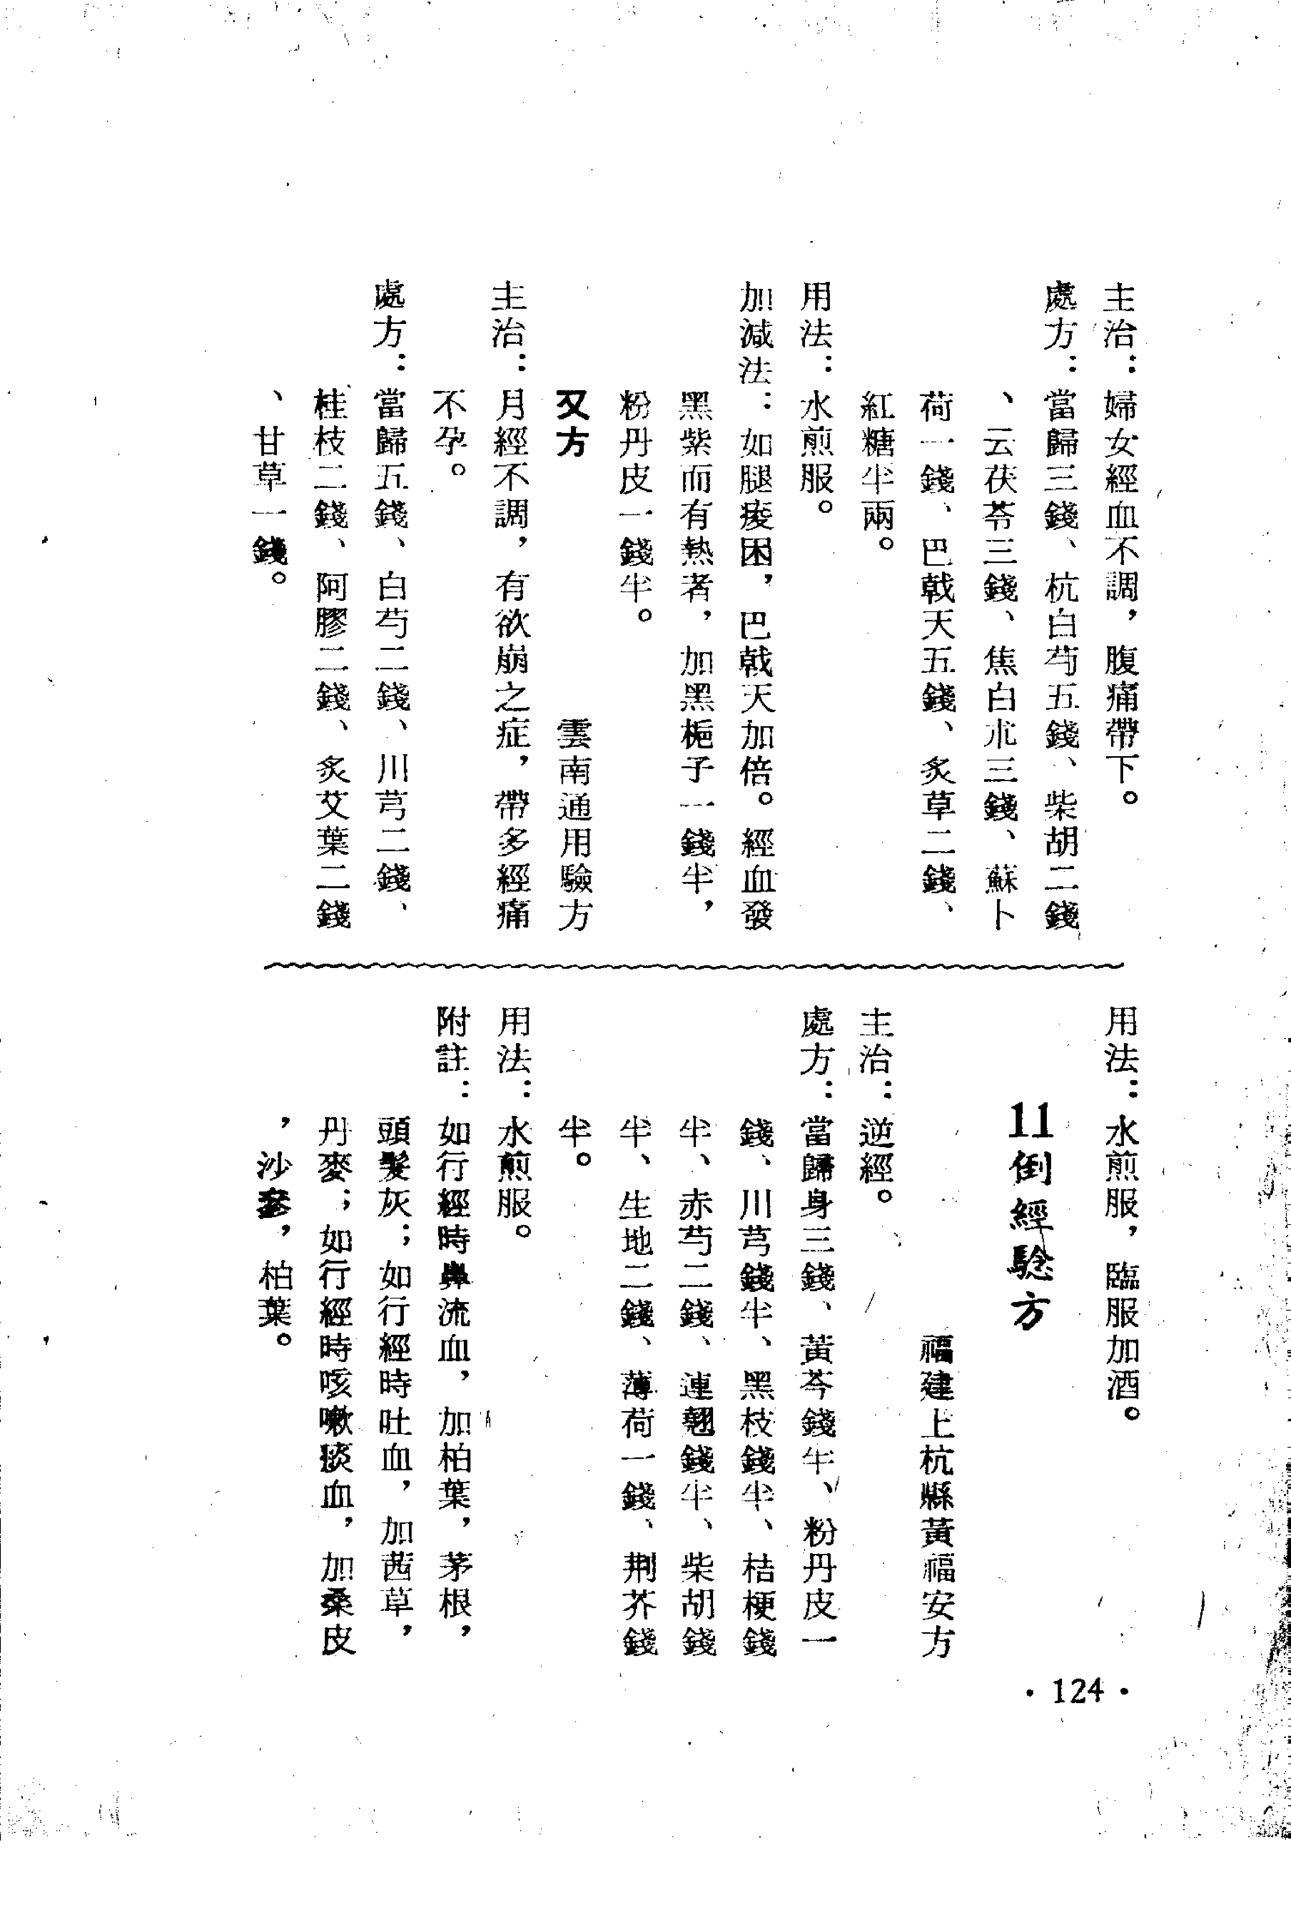 主治：婦女經血不調，腹痛帶下。
處方：當歸三錢、杭白芍五錢、柴胡二錢
、云茯苓三錢、焦白朮三錢、蘇卜
荷一錢、巴戟天五錢、炙草二錢、
紅糖半兩。
用法：水煎服。
加減法：如腿痠困，巴戟天加倍。經血發
黑紫而有熱者，加黑梔子一錢半，
粉丹皮一錢半。
又方　雲南通用驗方
主治：月經不調，有欲崩之症，帶多經痛
不孕。
處方：當歸五錢、白芍二錢、川芎二錢、
桂枝二錢、阿膠二錢、炙艾葉二錢
、甘草一錢。
用法：水煎服，臨服加酒。
11倒經驗方
福建上杭縣黃福安方
主治：逆經。
處方：當歸身三錢、黃芩錢半、粉丹皮一
錢、川芎錢半、黑枝錢半、桔梗錢
半、赤芍二錢、連翹錢半、柴胡錢
半、生地二錢、薄荷一錢、荆芥錢
半。
用法：水煎服。
附註：如行經時鼻流血，加柏葉，茅根，
頭髮灰；如行經時吐血，加茜草，
丹麥；如行經時咳嗽痰血，加桑皮
，沙參，柏葉。
·124·